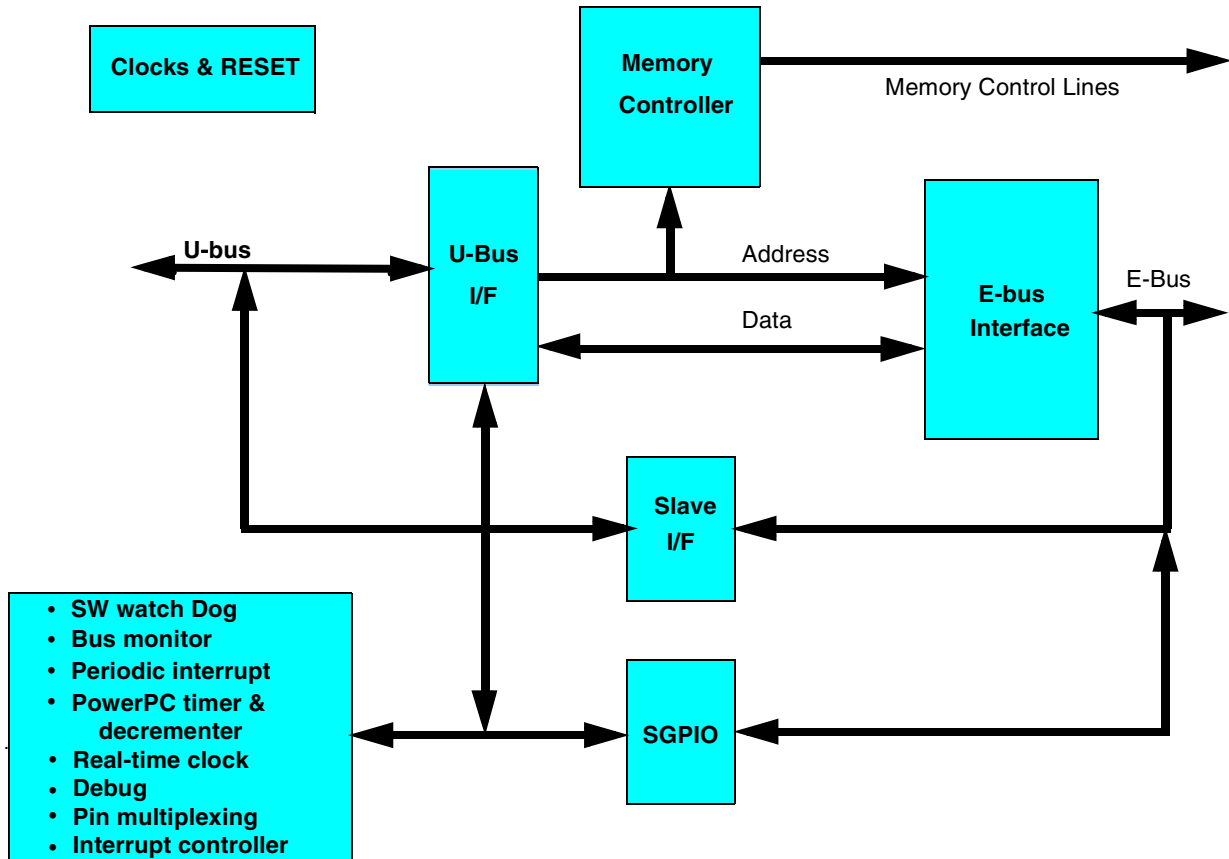 Clocks & RESET
Memory
Controller
Memory Control Lines
U-bus
U-Bus
I/F
Address
Data
E-bus
Interface
E-Bus
Slave
I/F
• SW watch Dog
• Bus monitor
• Periodic interrupt
• PowerPC timer &
decrementer
• Real-time clock
• Debug
• Pin multiplexing
• Interrupt controller
SGPIO